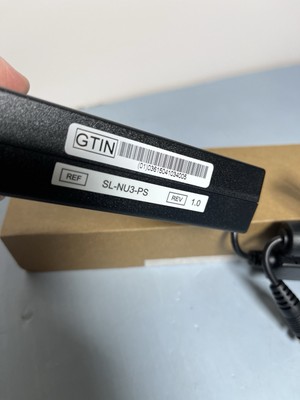 GTIN
(01)03615041034005
REF SL-NU3-PS REV 1.0